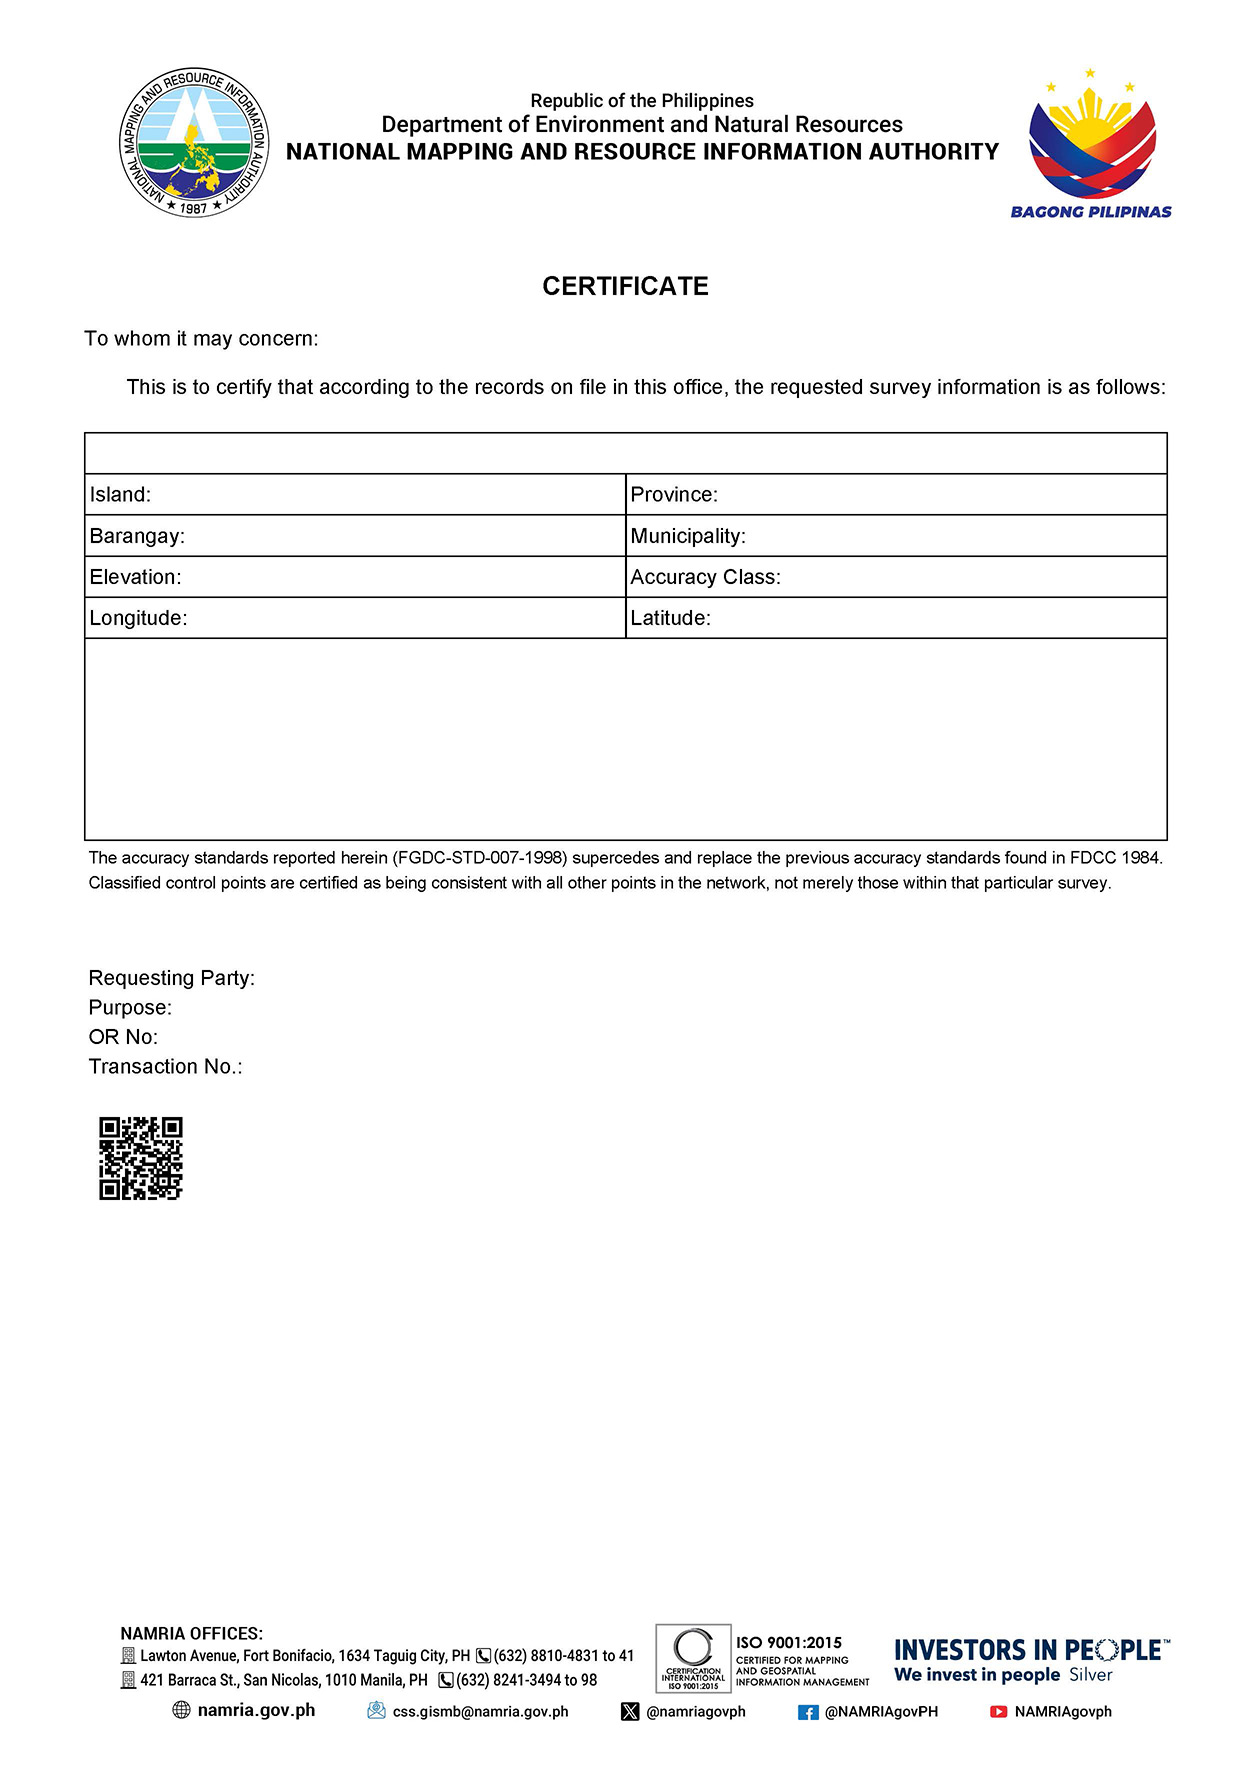 NATIONAL MAPPING AND RESOURCE INFORMATION AUTHORITY
★ 1987 ★
Republic of the Philippines
Department of Environment and Natural Resources
NATIONAL MAPPING AND RESOURCE INFORMATION AUTHORITY
BAGONG PILIPINAS
CERTIFICATE
To whom it may concern:
This is to certify that according to the records on file in this office, the requested survey information is as follows:
Island:
Province:
Barangay:
Municipality:
Elevation:
Accuracy Class:
Longitude:
Latitude:
The accuracy standards reported herein (FGDC-STD-007-1998) supercedes and replace the previous accuracy standards found in FDCC 1984.
Classified control points are certified as being consistent with all other points in the network, not merely those within that particular survey.
Requesting Party:
Purpose:
OR No:
Transaction No.:
NAMRIA OFFICES:
Lawton Avenue, Fort Bonifacio, 1634 Taguig City, PH (632) 8810-4831 to 41
421 Barraca St., San Nicolas, 1010 Manila, PH (632) 8241-3494 to 98
CERTIFICATION
INTERNATIONAL
ISO 9001:2015
ISO 9001:2015
CERTIFIED FOR MAPPING
AND GEOSPATIAL
INFORMATION MANAGEMENT
INVESTORS IN PEOPLE™
We invest in people Silver
namria.gov.ph
css.gismb@namria.gov.ph
@namriagovph
@NAMRIAgovPH
NAMRIAgovph